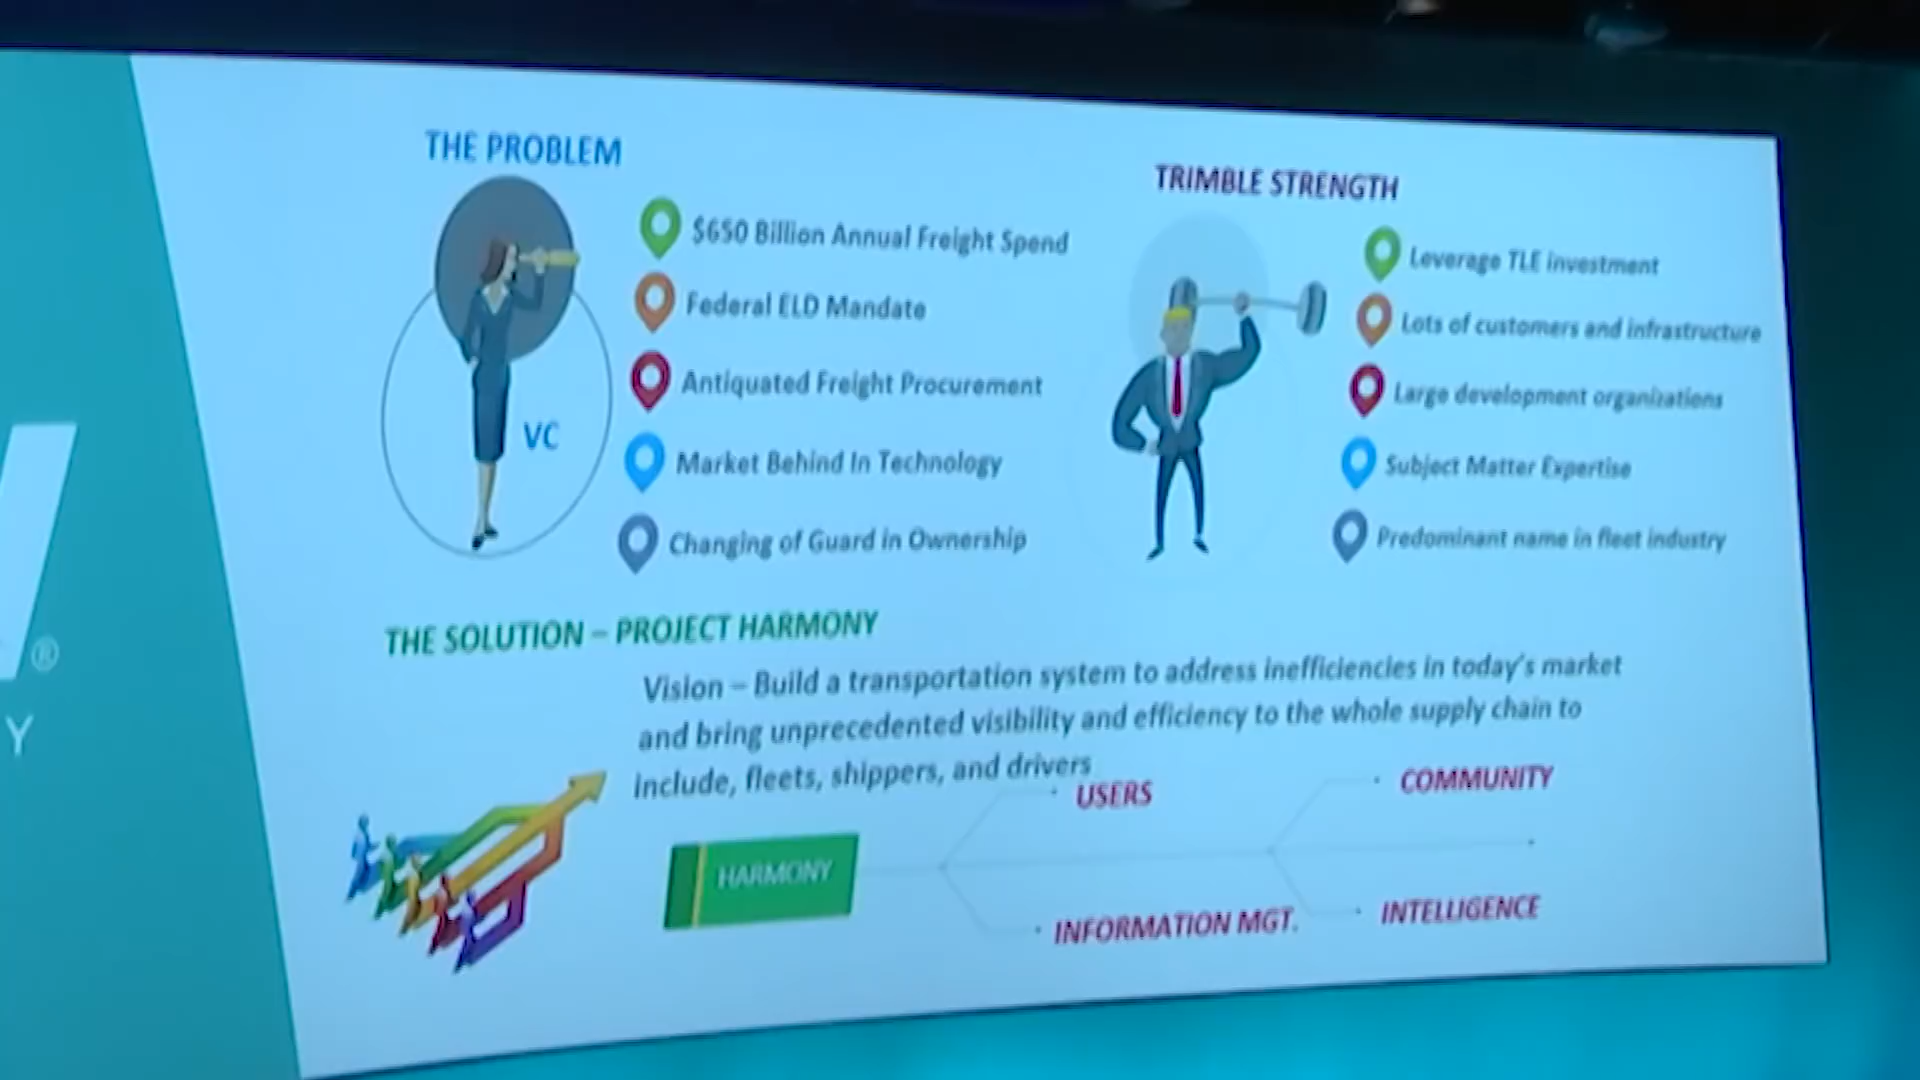 THE PROBLEM
$650 Billion Annual Freight Spend
Federal ELD Mandate
Antiquated Freight Procurement
Market Behind In Technology
Changing of Guard in Ownership
VC
TRIMBLE STRENGTH
Leverage TLE investment
Lots of customers and infrastructure
Large development organizations
Subject Matter Expertise
Predominant name in fleet industry
THE SOLUTION – PROJECT HARMONY
Vision – Build a transportation system to address inefficiencies in today's market
and bring unprecedented visibility and efficiency to the whole supply chain to
include, fleets, shippers, and drivers
HARMONY
USERS
INFORMATION MGT.
COMMUNITY
INTELLIGENCE
®
Y